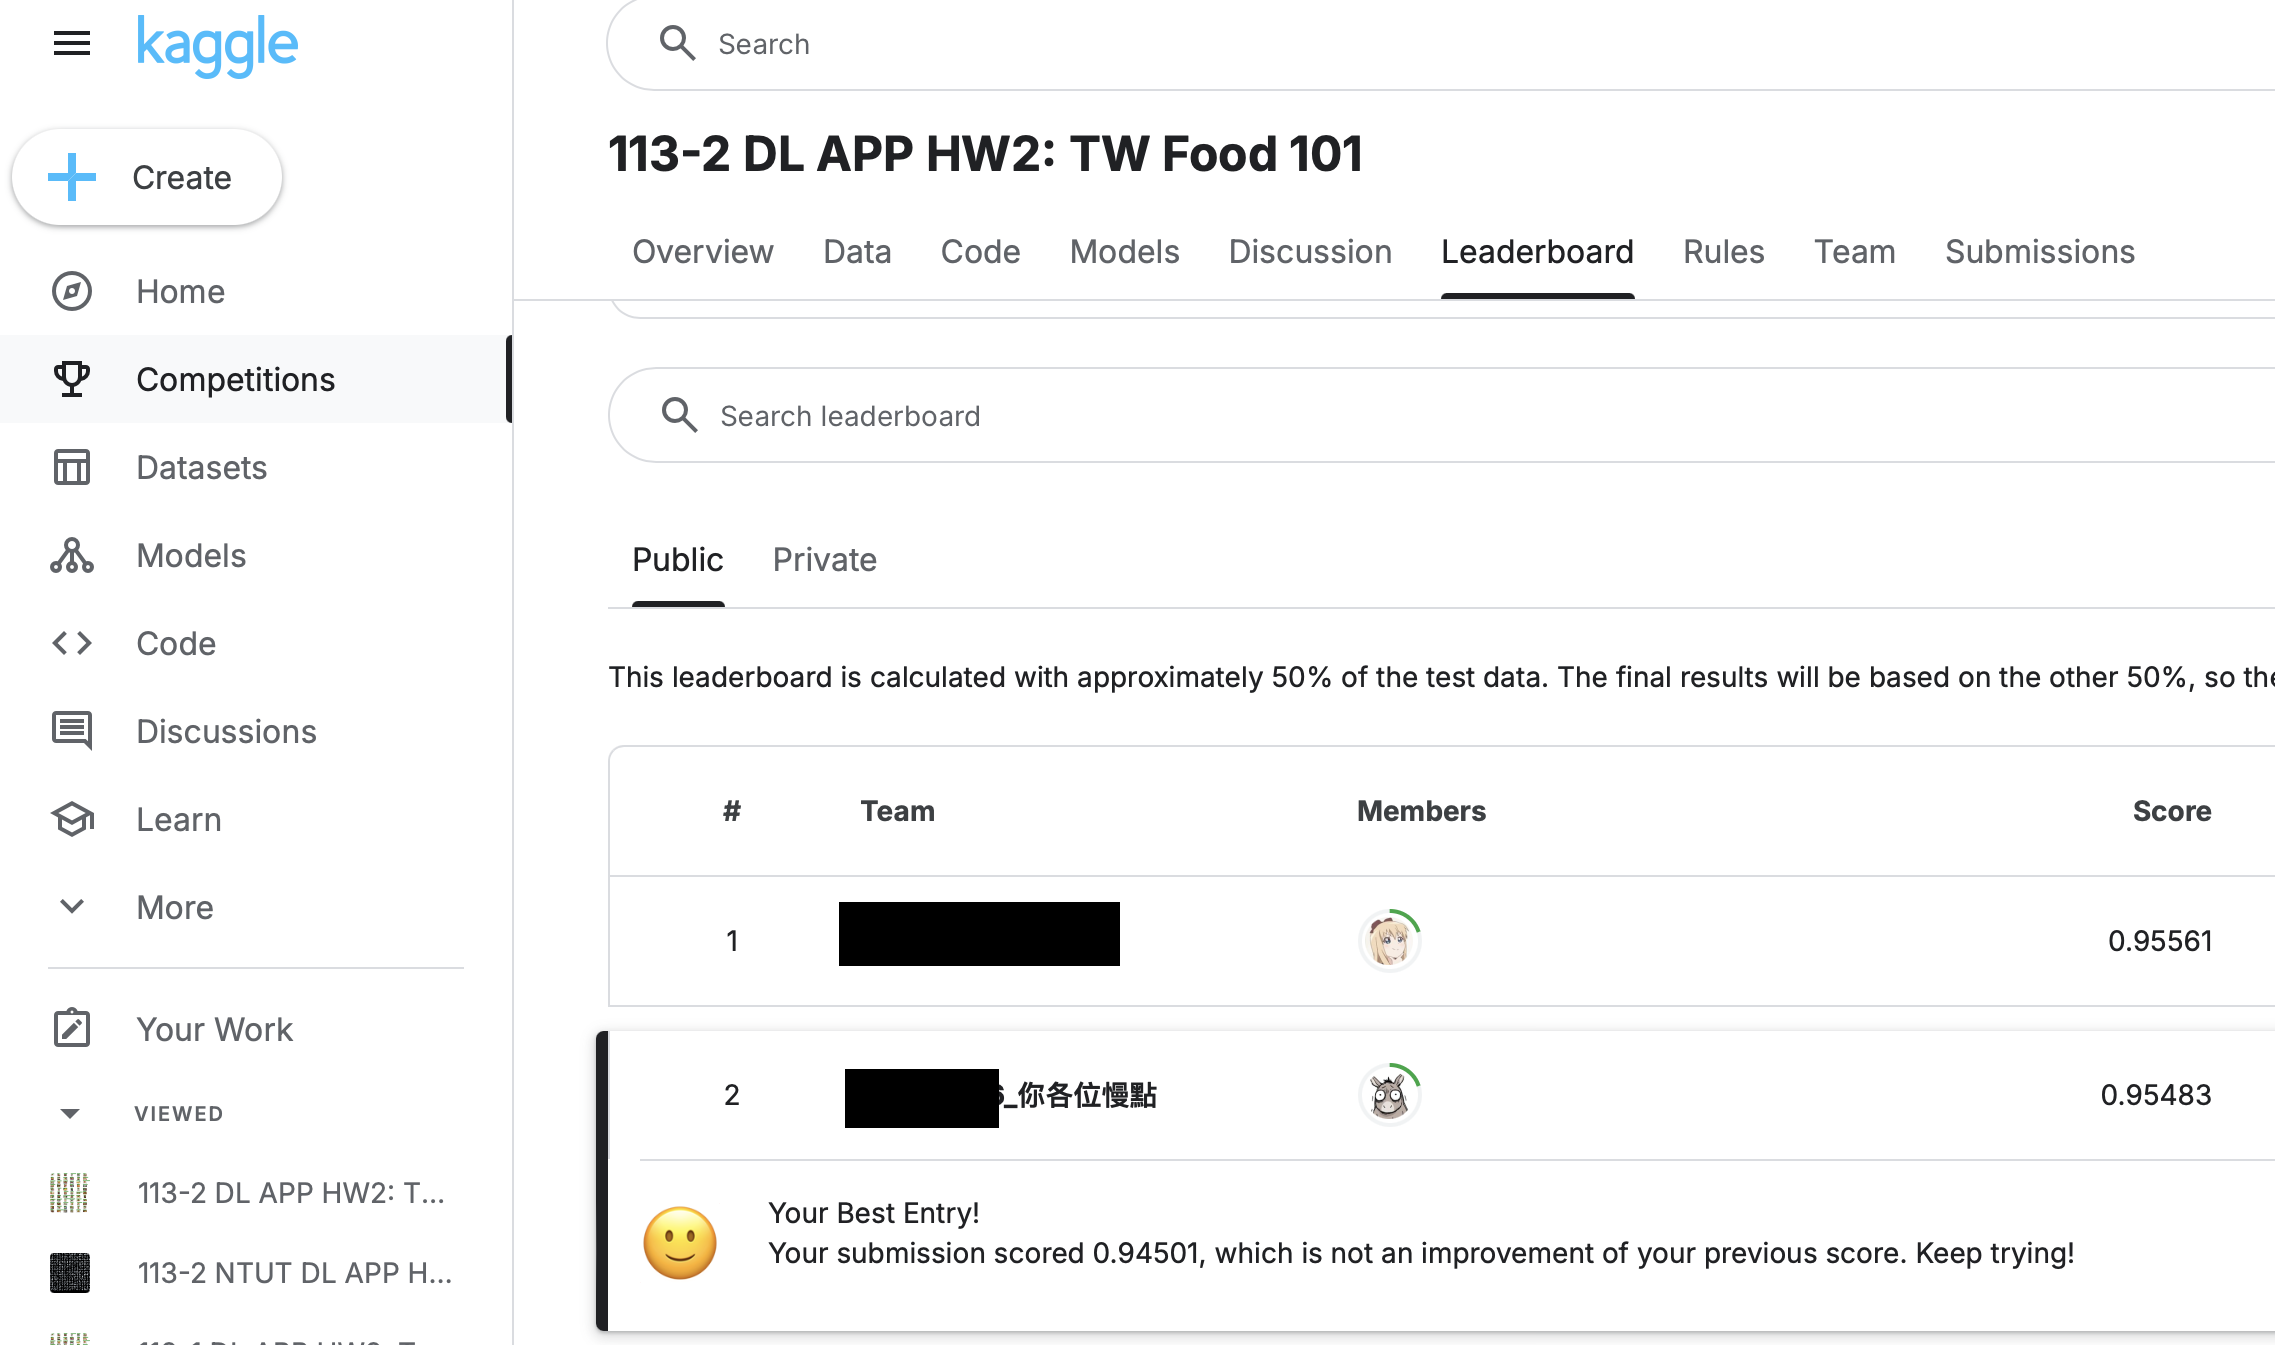 kaggle
Search
Create
Home
Competitions
Datasets
Models
Code
Discussions
Learn
More
Your Work
VIEWED
113-2 DL APP HW2: T...
113-2 NTUT DL APP H...
113-2 DL APP HW2: TW Food 101
Overview Data Code Models Discussion Leaderboard Rules Team Submissions
Search leaderboard
Public Private
This leaderboard is calculated with approximately 50% of the test data. The final results will be based on the other 50%, so the
# Team Members Score
1 0.95561
2 _你各位慢點 0.95483
Your Best Entry!
Your submission scored 0.94501, which is not an improvement of your previous score. Keep trying!